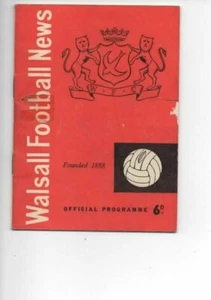 Walsall Football News
Founded 1888
OFFICIAL PROGRAMME 6D